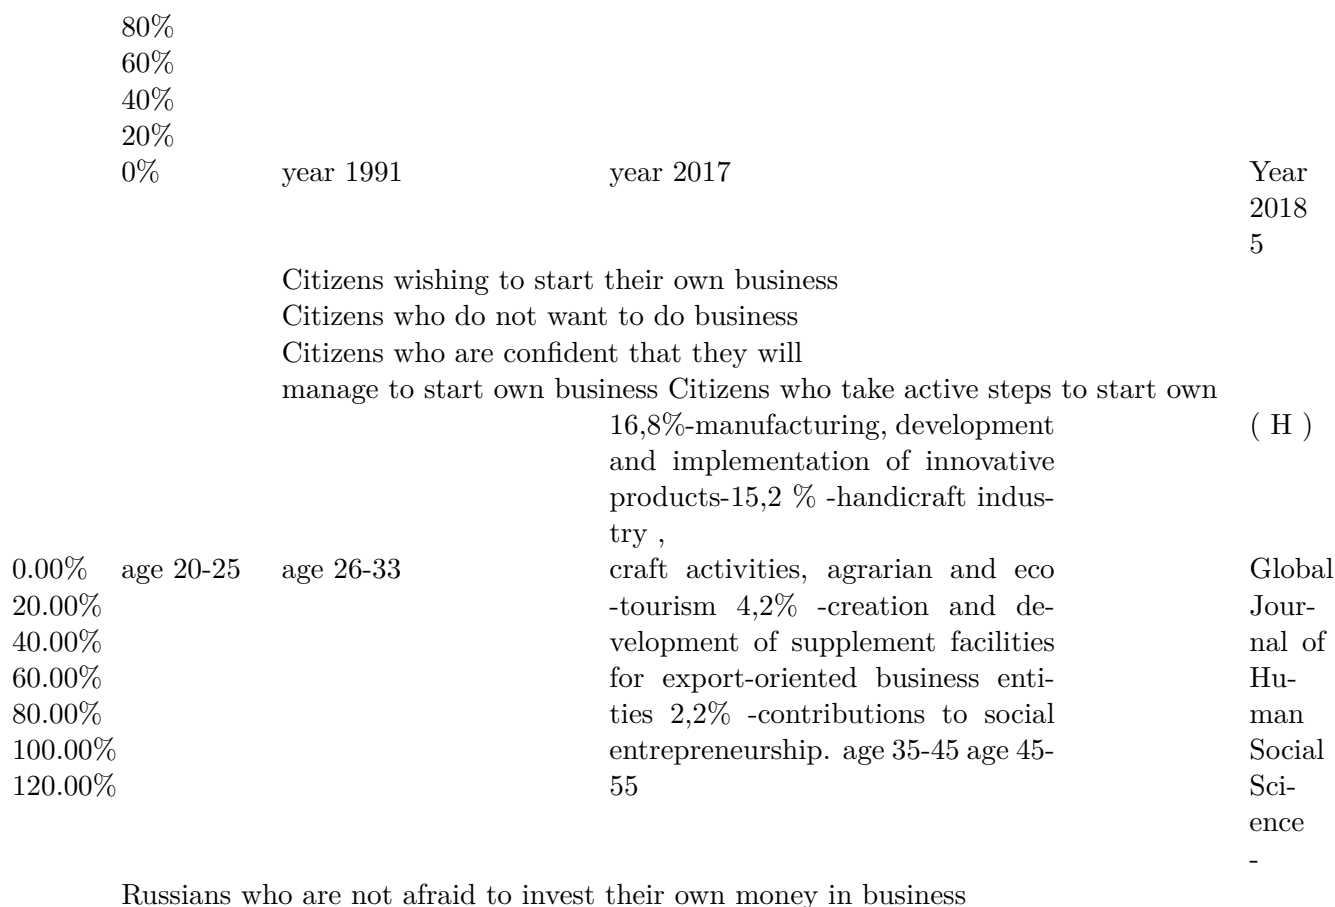 80%
60%
40%
20%
0% year 1991 year 2017 Year
2018
5
Citizens wishing to start their own business
Citizens who do not want to do business
Citizens who are confident that they will
manage to start own business Citizens who take active steps to start own
16,8%-manufacturing, development ( H )
and implementation of innovative
products-15,2 % -handicraft indus-
try ,
0.00% age 20-25 age 26-33 craft activities, agrarian and eco Global
20.00% -tourism 4,2% -creation and de- Jour-
40.00% velopment of supplement facilities nal of
60.00% for export-oriented business enti- Hu-
80.00% ties 2,2% -contributions to social man
100.00% entrepreneurship. age 35-45 age 45- Social
120.00% 55 Sci-
ence
-
Russians who are not afraid to invest their own money in business